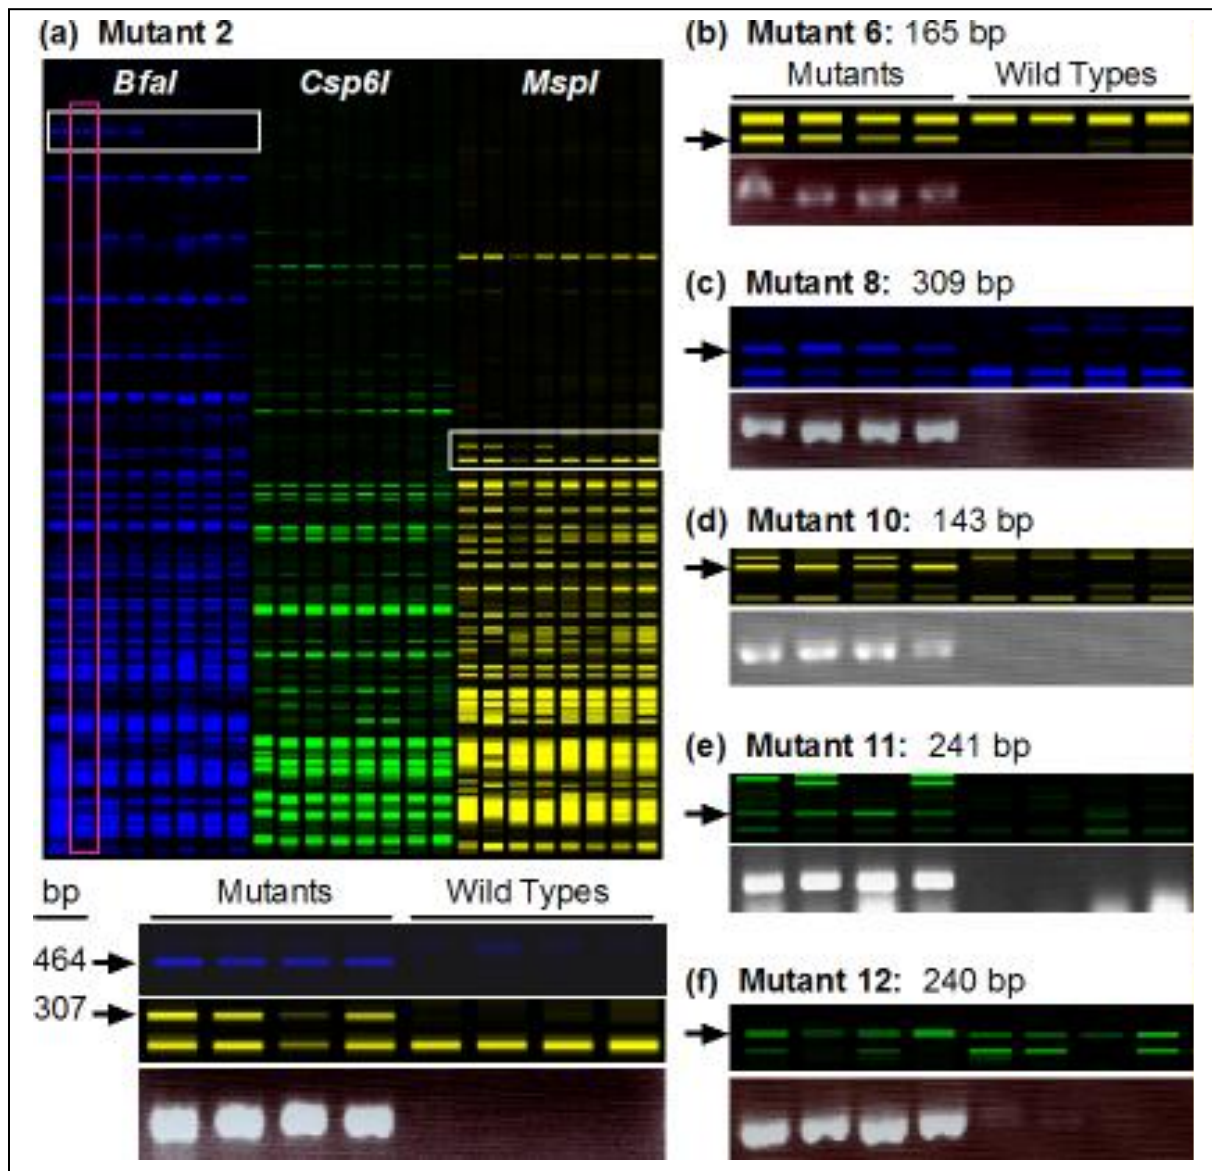 (a) Mutant 2
BfaI Csp6I MspI
bp
Mutants Wild Types
464
307
(b) Mutant 6: 165 bp
Mutants Wild Types
(c) Mutant 8: 309 bp
(d) Mutant 10: 143 bp
(e) Mutant 11: 241 bp
(f) Mutant 12: 240 bp